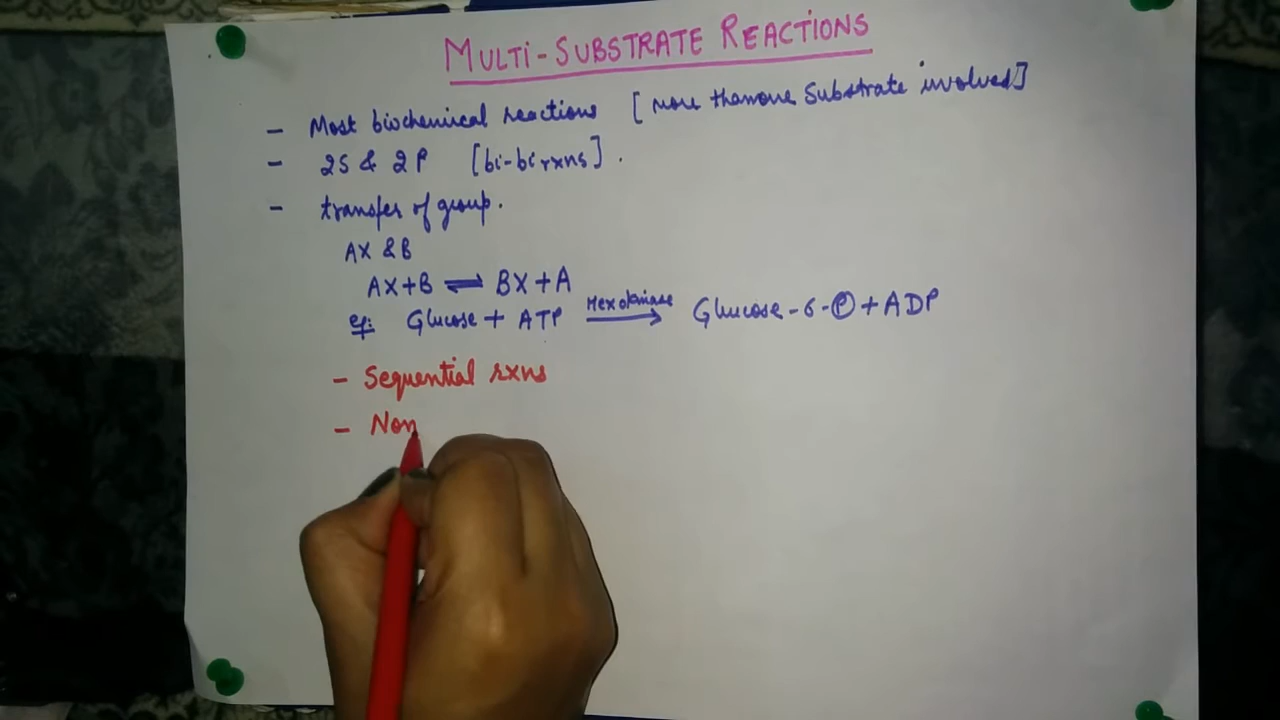 MULTI-SUBSTRATE REACTIONS
- Most biochemical reactions [more than one substrate involved]
- 2S & 2P [bi-bi rxns].
- transfer of group.
AX & B
AX+B ⇌ BX+A
eg: Glucose + ATP Hexokinase → Glucose-6-Ⓟ + ADP
- Sequential rxns
- Non